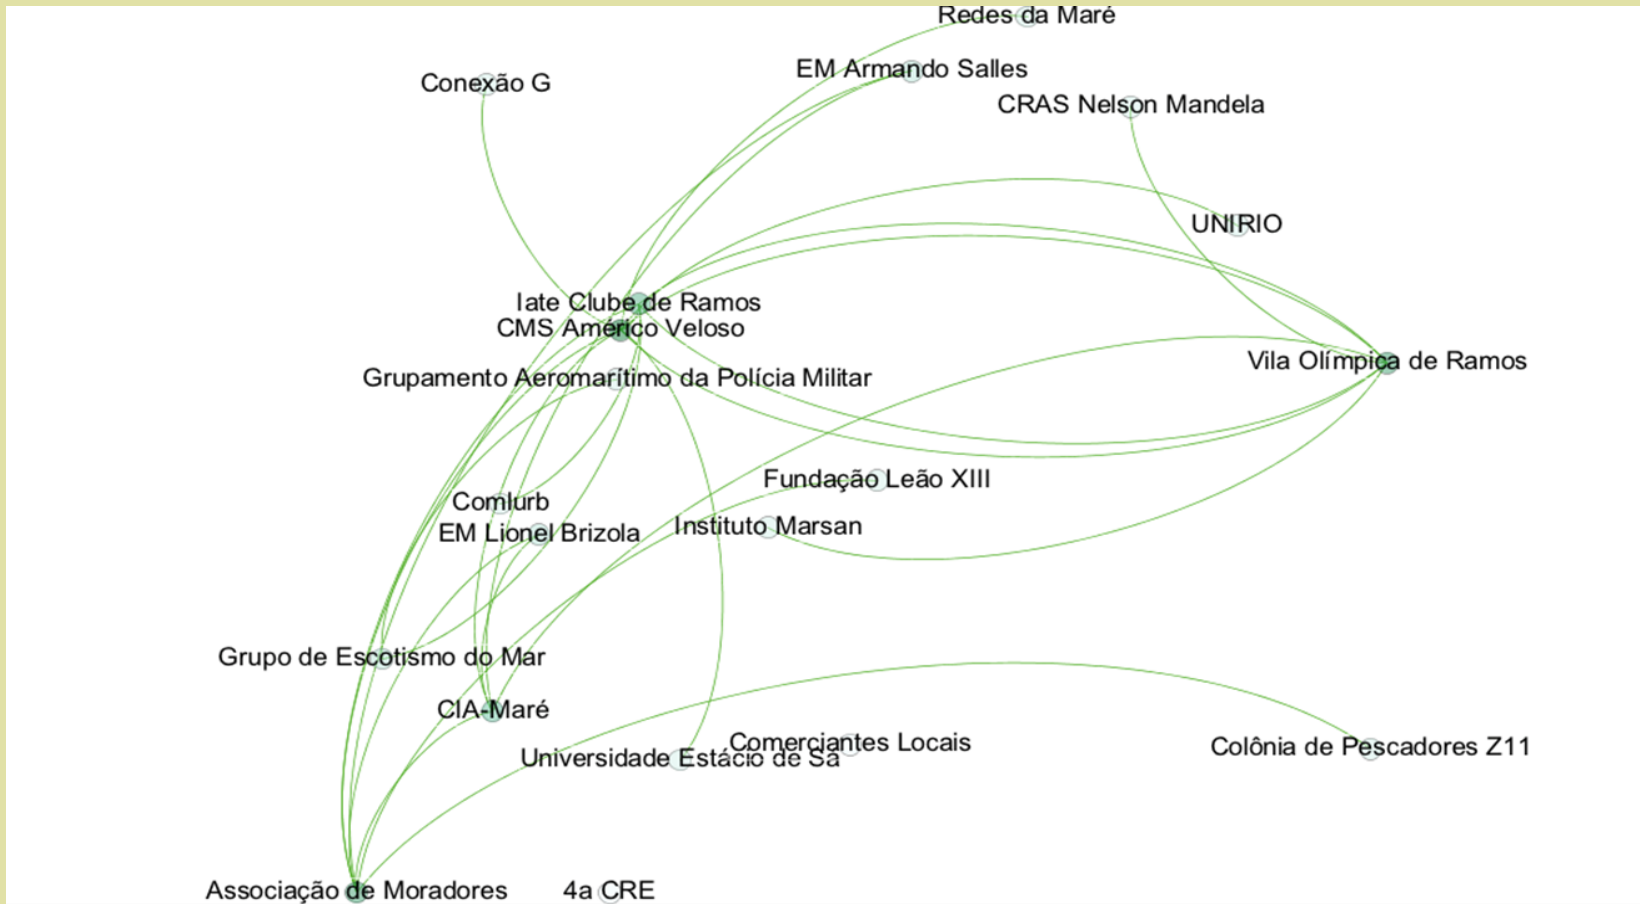 Redes da Maré
EM Armando Salles
Conexão G
CRAS Nelson Mandela
UNIRIO
Iate Clube de Ramos
CMS Américo Veloso
Vila Olímpica de Ramos
Grupamento Aeromarítimo da Polícia Militar
Fundação Leão XIII
Comlurb
Instituto Marsan
EM Lionel Brizola
Grupo de Escotismo do Mar
CIA-Maré
Comerciantes Locais
Colônia de Pescadores Z11
Universidade Estácio de Sá
Associação de Moradores
4a CRE